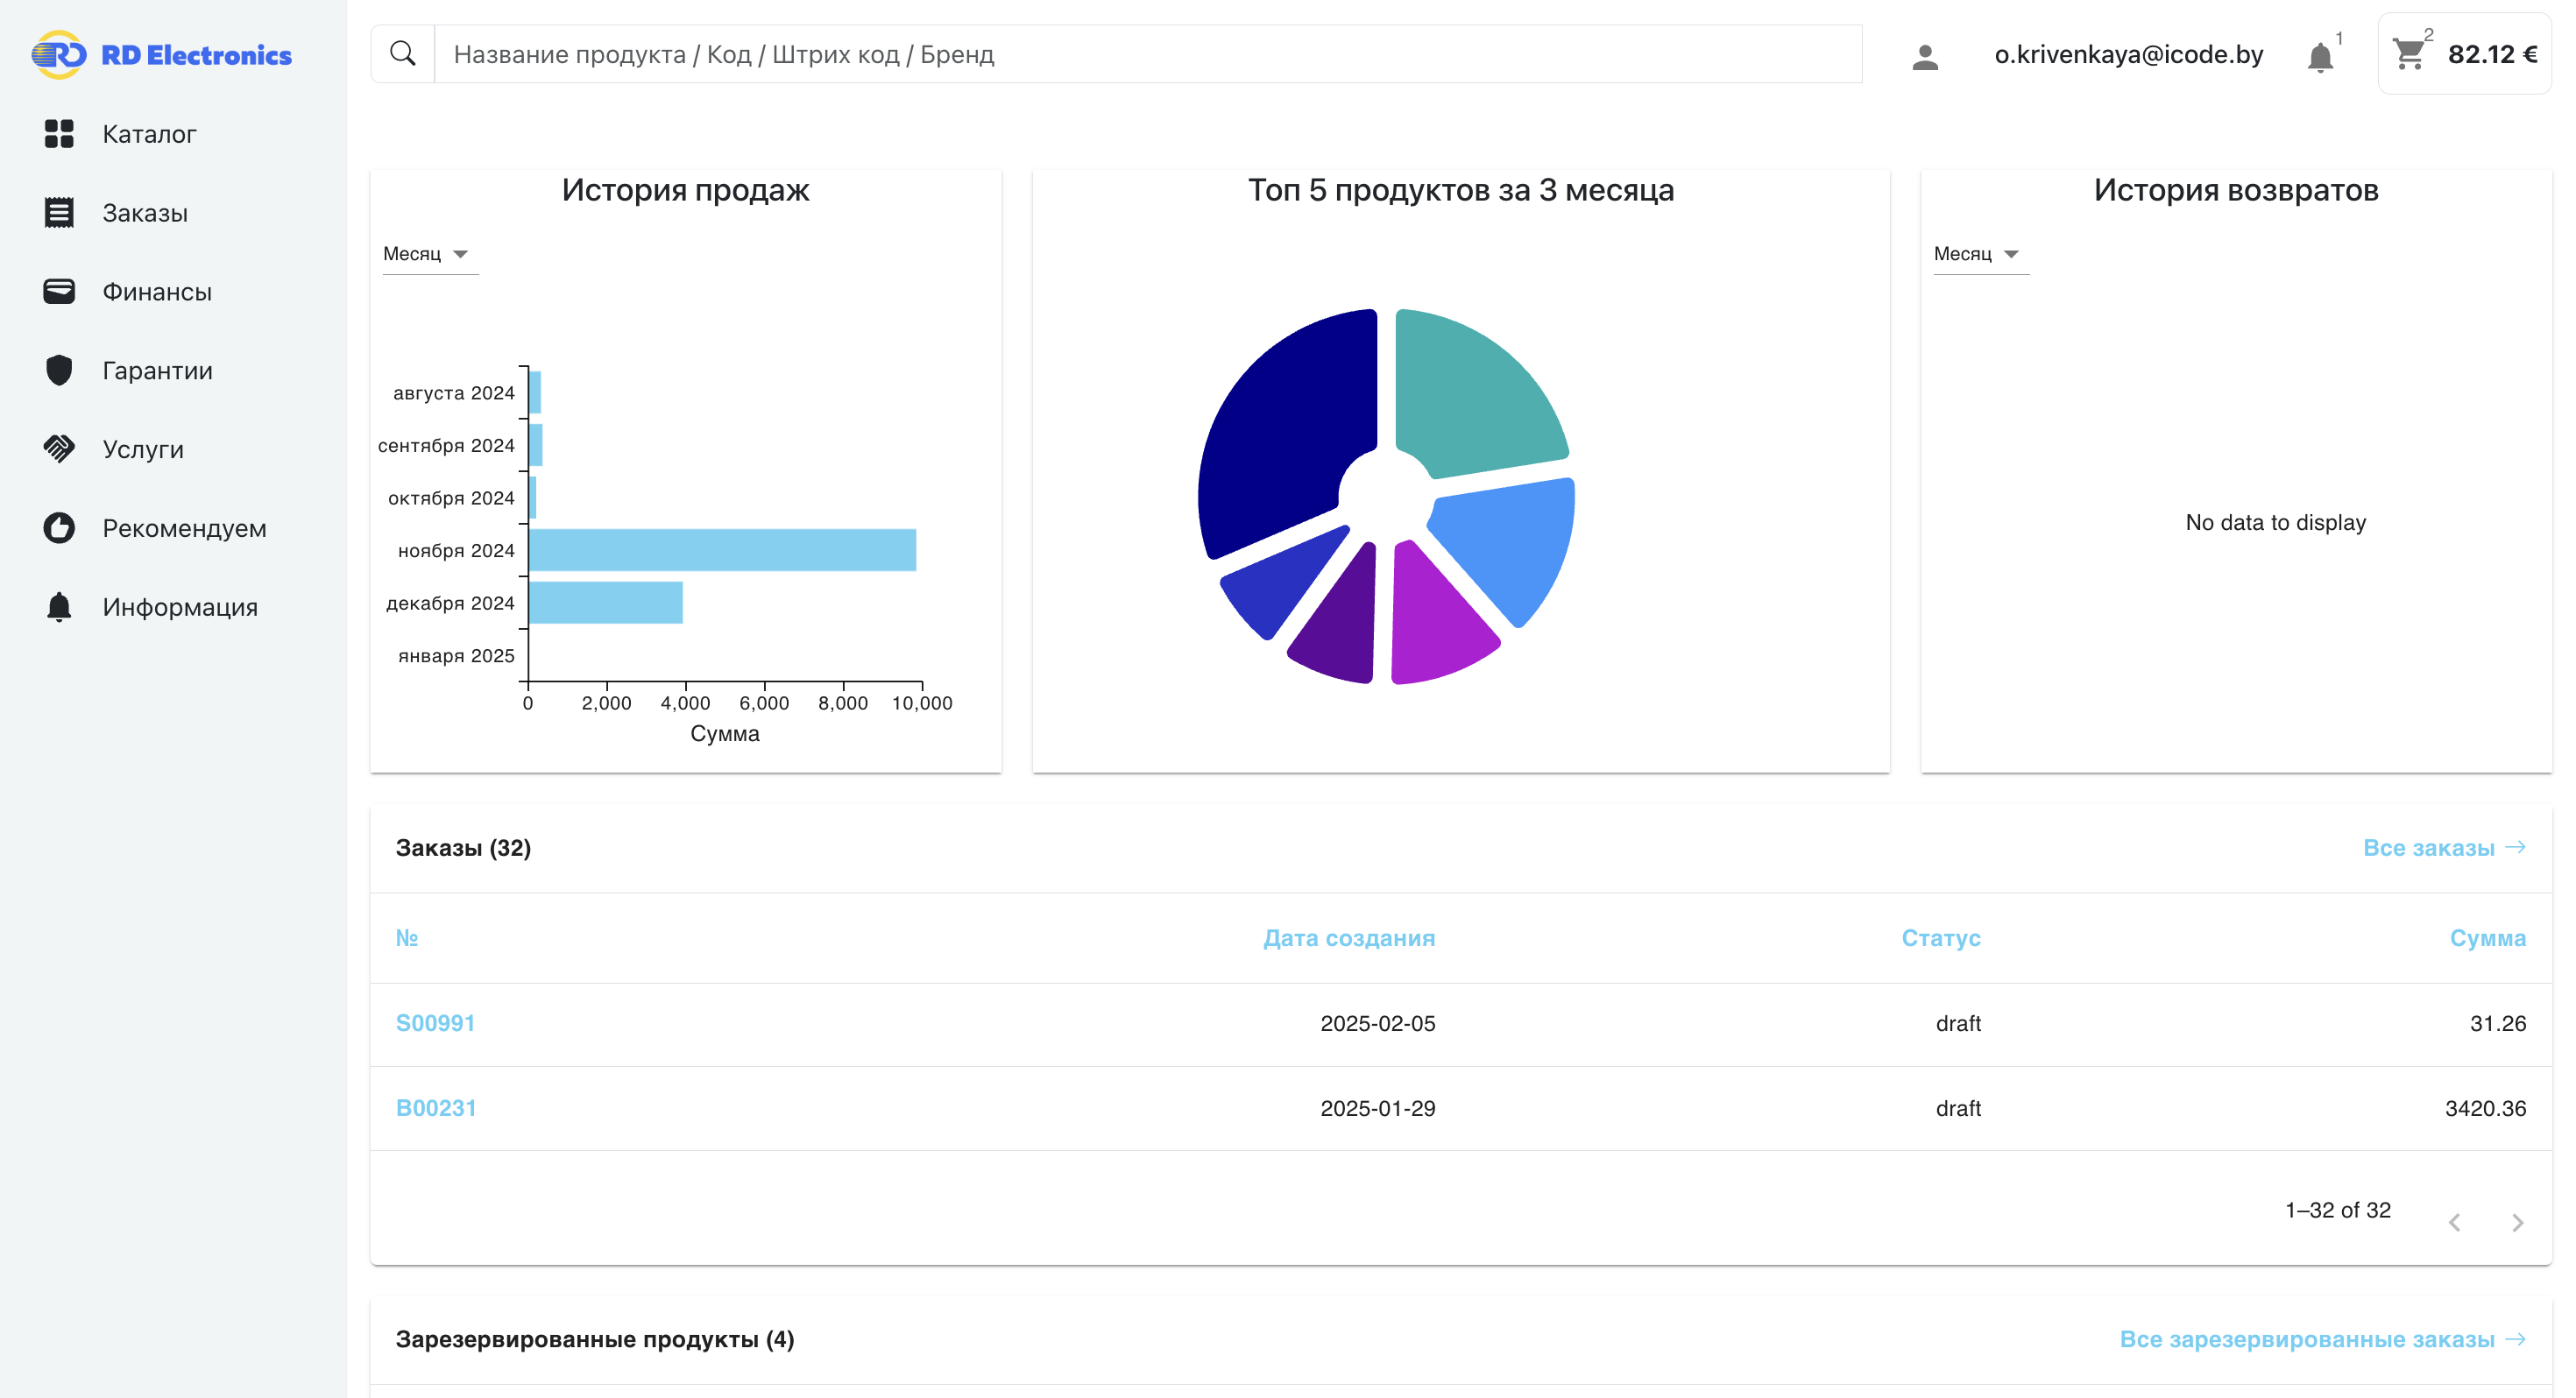 RD Electronics
Каталог
Заказы
Финансы
Гарантии
Услуги
Рекомендуем
Информация
Название продукта / Код / Штрих код / Бренд
o.krivenkaya@icode.by
1
2
82.12 €
История продаж
Месяц
августа 2024
сентября 2024
октября 2024
ноября 2024
декабря 2024
января 2025
0 2,000 4,000 6,000 8,000 10,000
Сумма
Топ 5 продуктов за 3 месяца
История возвратов
Месяц
No data to display
Заказы (32) Все заказы →
№ Дата создания Статус Сумма
S00991 2025-02-05 draft 31.26
B00231 2025-01-29 draft 3420.36
1–32 of 32
Зарезервированные продукты (4) Все зарезервированные заказы →